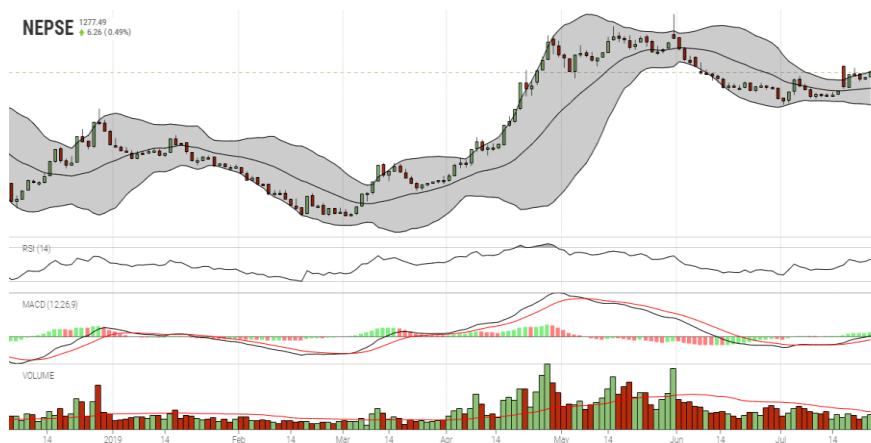 NEPSE
1277.49
6.26 (0.49%)
RSI (14)
MACD (12,26,9)
VOLUME
14 2019 14 Feb 14 Mar 14 Apr 14 May 14 Jun 14 Jul 14